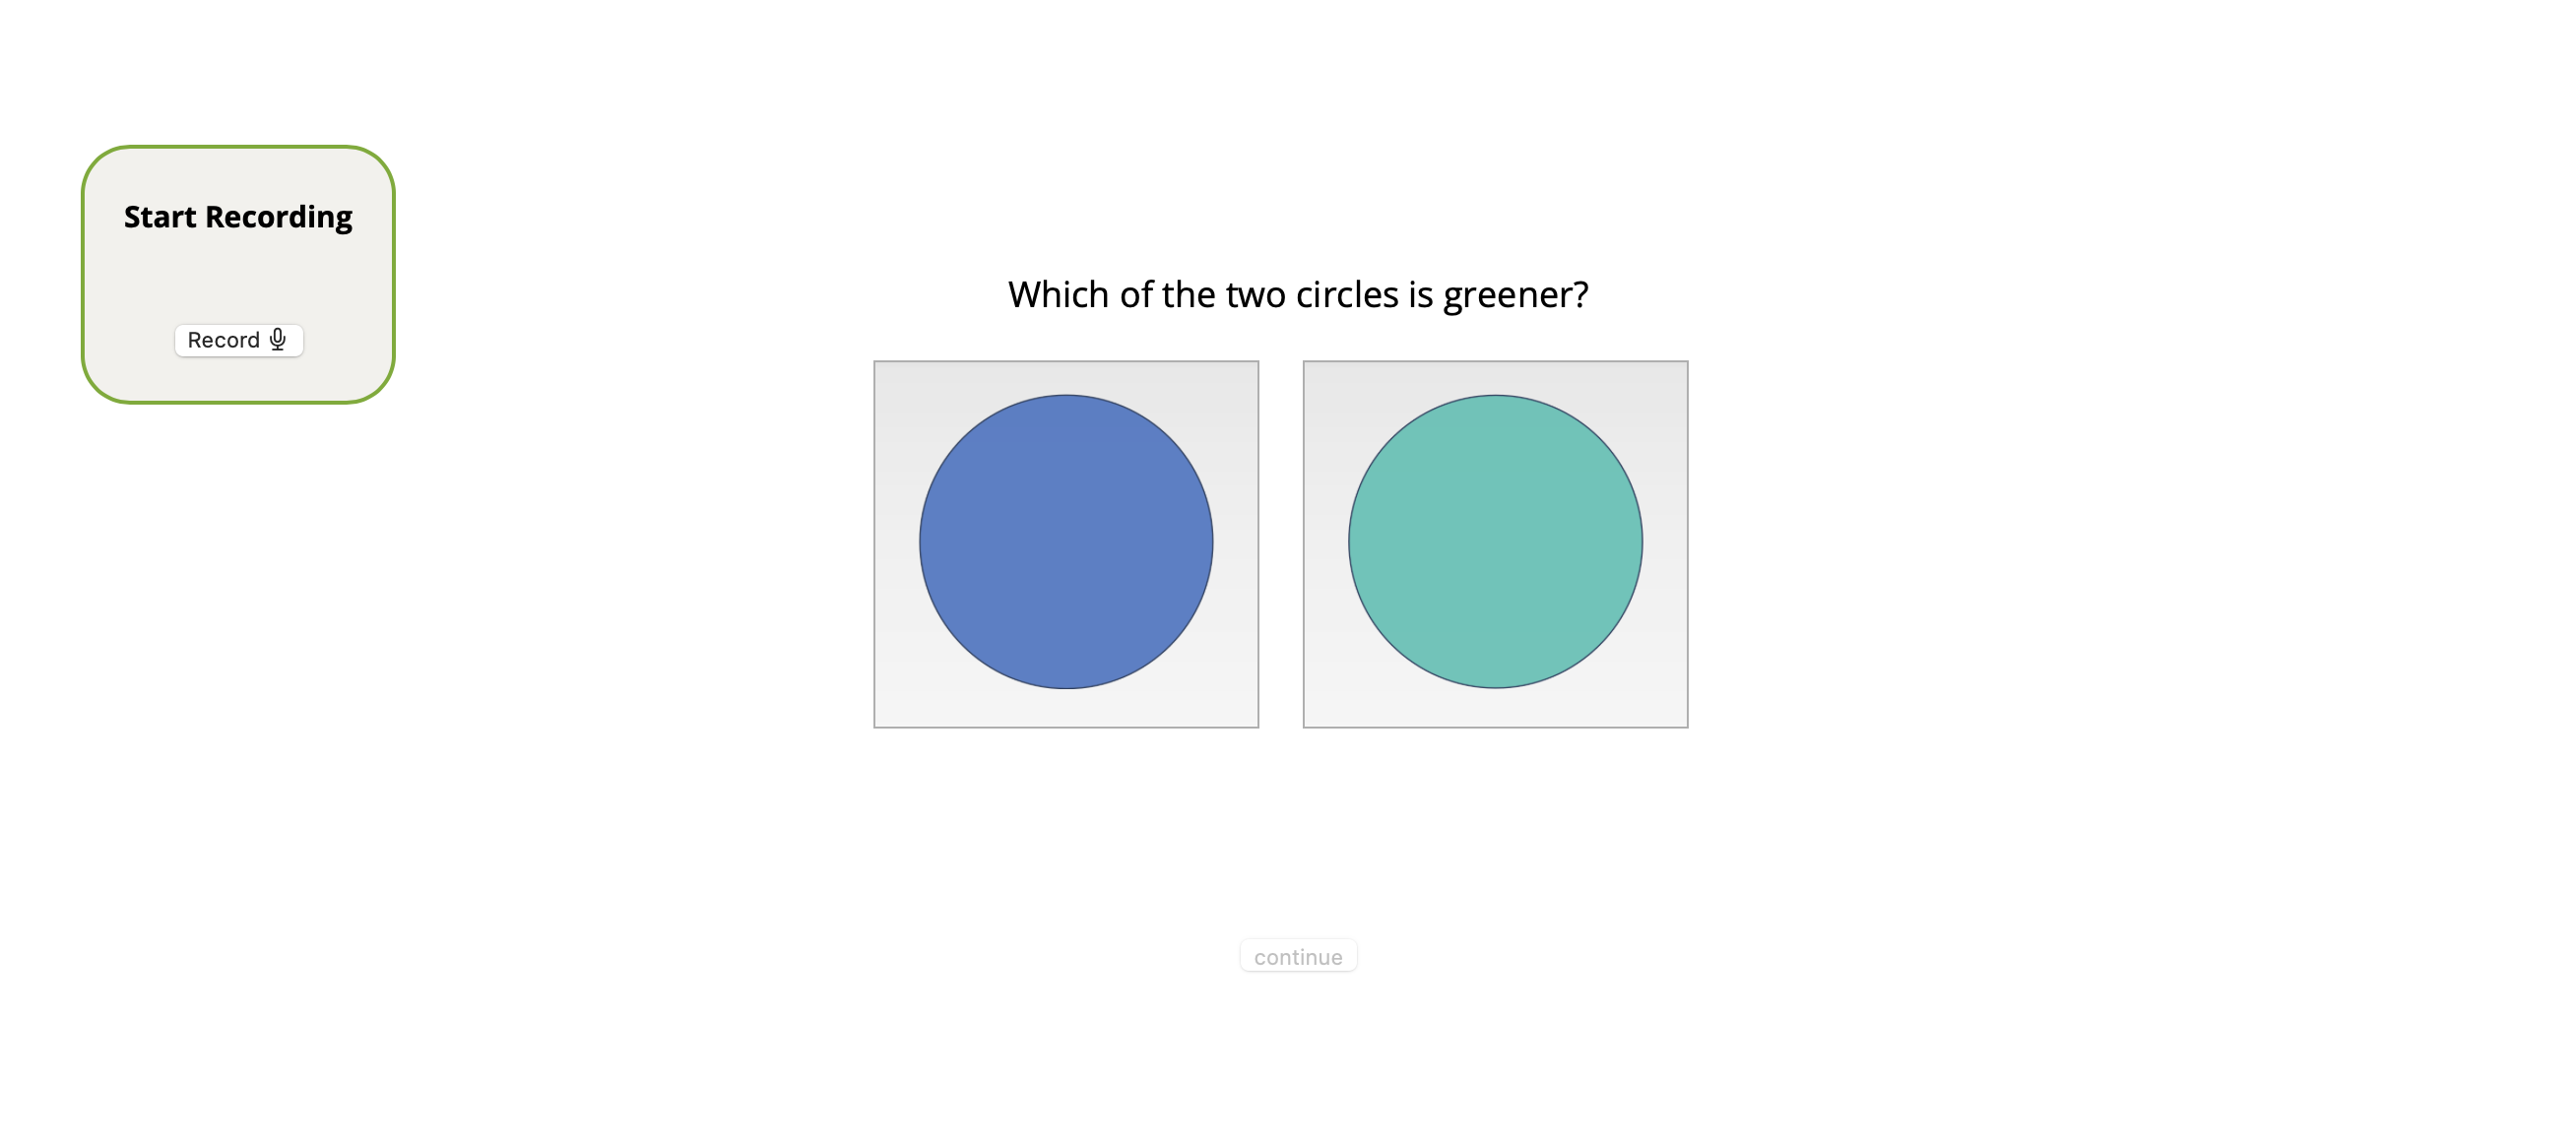 Start Recording
Record
Which of the two circles is greener?
continue